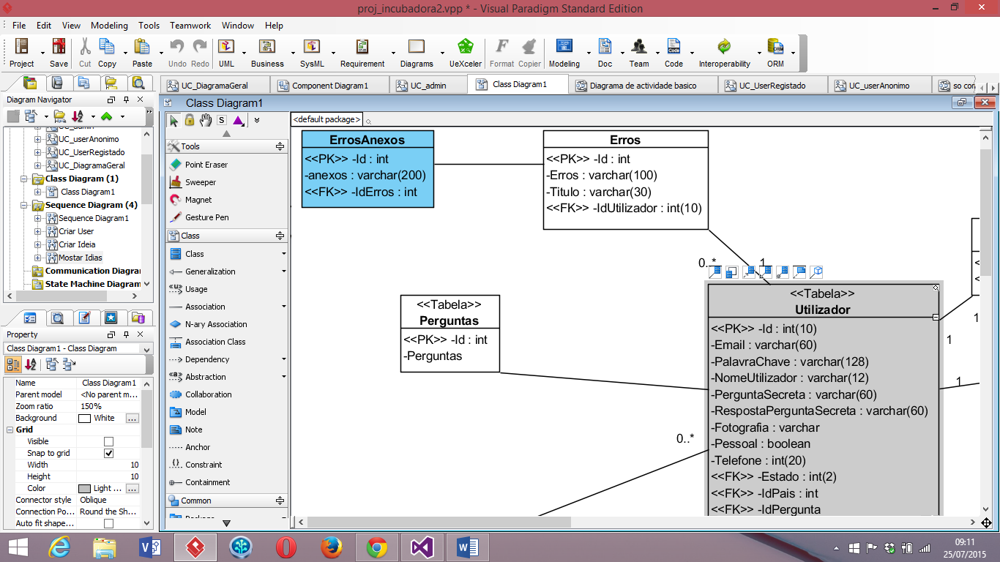 proj_incubadora2.vpp * - Visual Paradigm Standard Edition
File Edit View Modeling Tools Teamwork Window Help
Project Save Cut Copy Paste Undo Redo UML Business SysML Requirement Diagrams UeXceler Format Copier Modeling Doc Team Code Interoperability ORM
UC_DiagramaGeral Component Diagram1 UC_admin Class Diagram1 Diagrama de actividade basico UC_UserRegistado UC_userAnonimo so con
Diagram Navigator
UC_admin
UC_userAnonimo
UC_UserRegistado
UC_DiagramaGeral
Class Diagram (1)
Class Diagram1
Sequence Diagram (4)
Sequence Diagram1
Criar User
Criar Ideia
Mostar Idias
Communication Diagram
State Machine Diagram
Property
Class Diagram1 - Class Diagram
Name Class Diagram1
Parent model <No parent m...
Zoom ratio 150%
Background White ...
Grid
Visible
Snap to grid
Width 10
Height 10
Color Light ... ...
Connector style Oblique
Connection Po... Round the Sh...
Auto fit shape...
Class Diagram1
S
Tools
Point Eraser
Sweeper
Magnet
Gesture Pen
Class
Class
Generalization
Usage
Association
N-ary Association
Association Class
Dependency
Abstraction
Collaboration
Model
Note
Anchor
Constraint
Containment
Common
Package
<default package>
ErrosAnexos
<<PK>> -Id : int
-anexos : varchar(200)
<<FK>> -IdErros : int
Erros
<<PK>> -Id : int
-Erros : varchar(100)
-Titulo : varchar(30)
<<FK>> -IdUtilizador : int(10)
0..*
1
<<Tabela>>
Perguntas
<<PK>> -Id : int
-Perguntas
<<Tabela>>
Utilizador
<<PK>> -Id : int(10)
-Email : varchar(60)
-PalavraChave : varchar(128)
-NomeUtilizador : varchar(12)
-PerguntaSecreta : varchar(60)
-RespostaPerguntaSecreta : varchar(60)
-Fotografia : varchar
-Pessoal : boolean
-Telefone : int(20)
<<FK>> -Estado : int(2)
<<FK>> -IdPais : int
<<FK>> -IdPergunta
0..*
1
1
1
<
<
09:11
25/07/2015